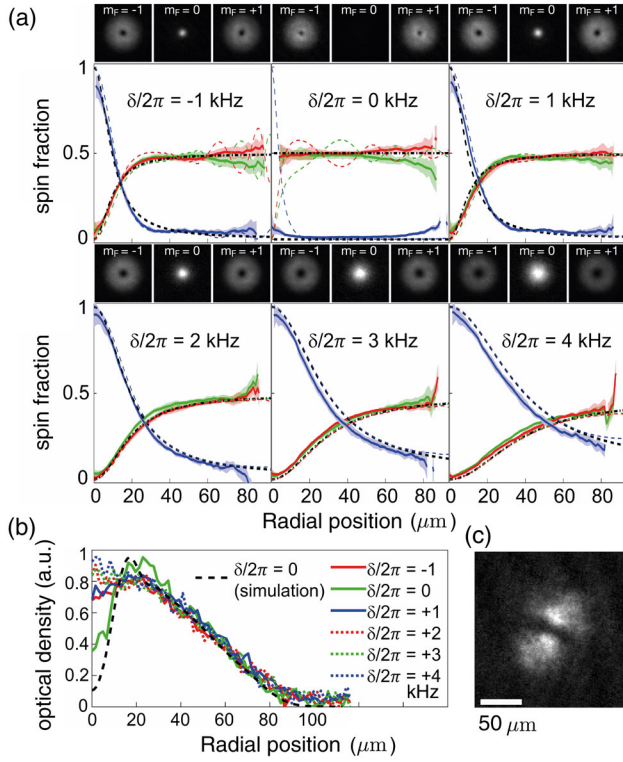 (a)
m_F = -1 m_F = 0 m_F = +1 m_F = -1 m_F = 0 m_F = +1 m_F = -1 m_F = 0 m_F = +1
spin fraction
1
0.5
0
δ/2π = -1 kHz
δ/2π = 0 kHz
δ/2π = 1 kHz
m_F = -1 m_F = 0 m_F = +1 m_F = -1 m_F = 0 m_F = +1 m_F = -1 m_F = 0 m_F = +1
spin fraction
1
0.5
0
δ/2π = 2 kHz
δ/2π = 3 kHz
δ/2π = 4 kHz
0 20 40 60 80 0 20 40 60 80 0 20 40 60 80
Radial position (μm)
(b)
optical density (a.u.)
1
0.8
0.6
0.4
0.2
0
δ/2π = 0
(simulation)
δ/2π = -1
δ/2π = 0
δ/2π = +1
δ/2π = +2
δ/2π = +3
δ/2π = +4
kHz
0 20 40 60 80 100
Radial position (μm)
(c)
50 μm